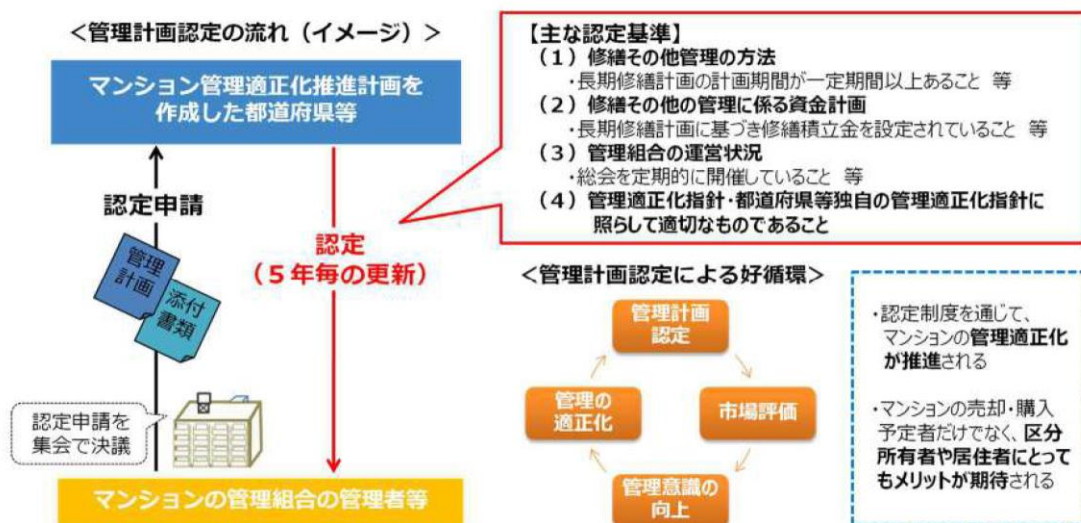 <管理計画認定の流れ（イメージ）>
マンション管理適正化推進計画を
作成した都道府県等
認定申請
管理
計画
添付
書類
認定
（５年毎の更新）
認定申請を
集会で決議
マンションの管理組合の管理者等
【主な認定基準】
（１）修繕その他管理の方法
・長期修繕計画の計画期間が一定期間以上あること 等
（２）修繕その他の管理に係る資金計画
・長期修繕計画に基づき修繕積立金を設定されていること 等
（３）管理組合の運営状況
・総会を定期的に開催していること 等
（４）管理適正化指針・都道府県等独自の管理適正化指針に
照らして適切なものであること
<管理計画認定による好循環>
管理計画
認定
管理の
適正化
市場評価
管理意識の
向上
・認定制度を通じて、
マンションの管理適正化
が推進される
・マンションの売却・購入
予定者だけでなく、区分
所有者や居住者にとって
もメリットが期待される